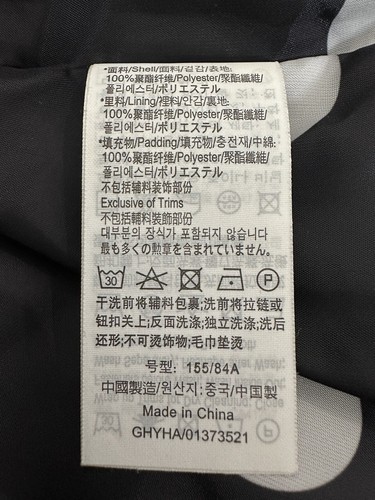 •面料/Shell/面料/겉감/裏地:
100%聚酯纤维/Polyester/聚酯纖維/
폴리에스터/ポリエステル
•里料/Lining/裡料/안감/裏地:
100%聚酯纤维/Polyester/聚酯纖維/
폴리에스터/ポリエステル
•填充物/Padding/填充物/충전재/中綿:
100%聚酯纤维/Polyester/聚酯纖維/
폴리에스터/ポリエステル
不包括辅料装饰部份
Exclusive of Trims
不包括輔料裝飾部份
대부분의 장식가 포함되지 않습니다
最も多くの勲章を含まれていません。
30 P
干洗前将辅料包裹;洗前将拉链或
钮扣关上;反面洗涤;独立洗涤;洗后
还形;不可烫饰物;毛巾垫烫
号型: 155/84A
中國製造/원산지:중국/中国製
Made in China
GHYHA/01373521